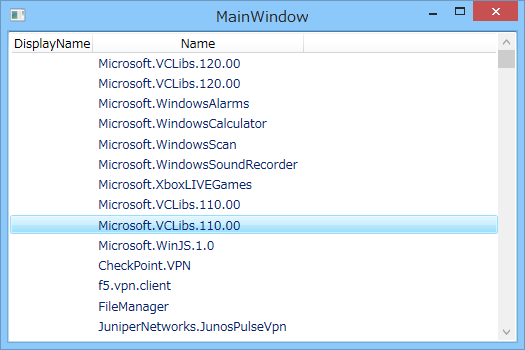 MainWindow
DisplayName Name
Microsoft.VCLibs.120.00
Microsoft.VCLibs.120.00
Microsoft.WindowsAlarms
Microsoft.WindowsCalculator
Microsoft.WindowsScan
Microsoft.WindowsSoundRecorder
Microsoft.XboxLIVEGames
Microsoft.VCLibs.110.00
Microsoft.VCLibs.110.00
Microsoft.WinJS.1.0
CheckPoint.VPN
f5.vpn.client
FileManager
JuniperNetworks.JunosPulseVpn